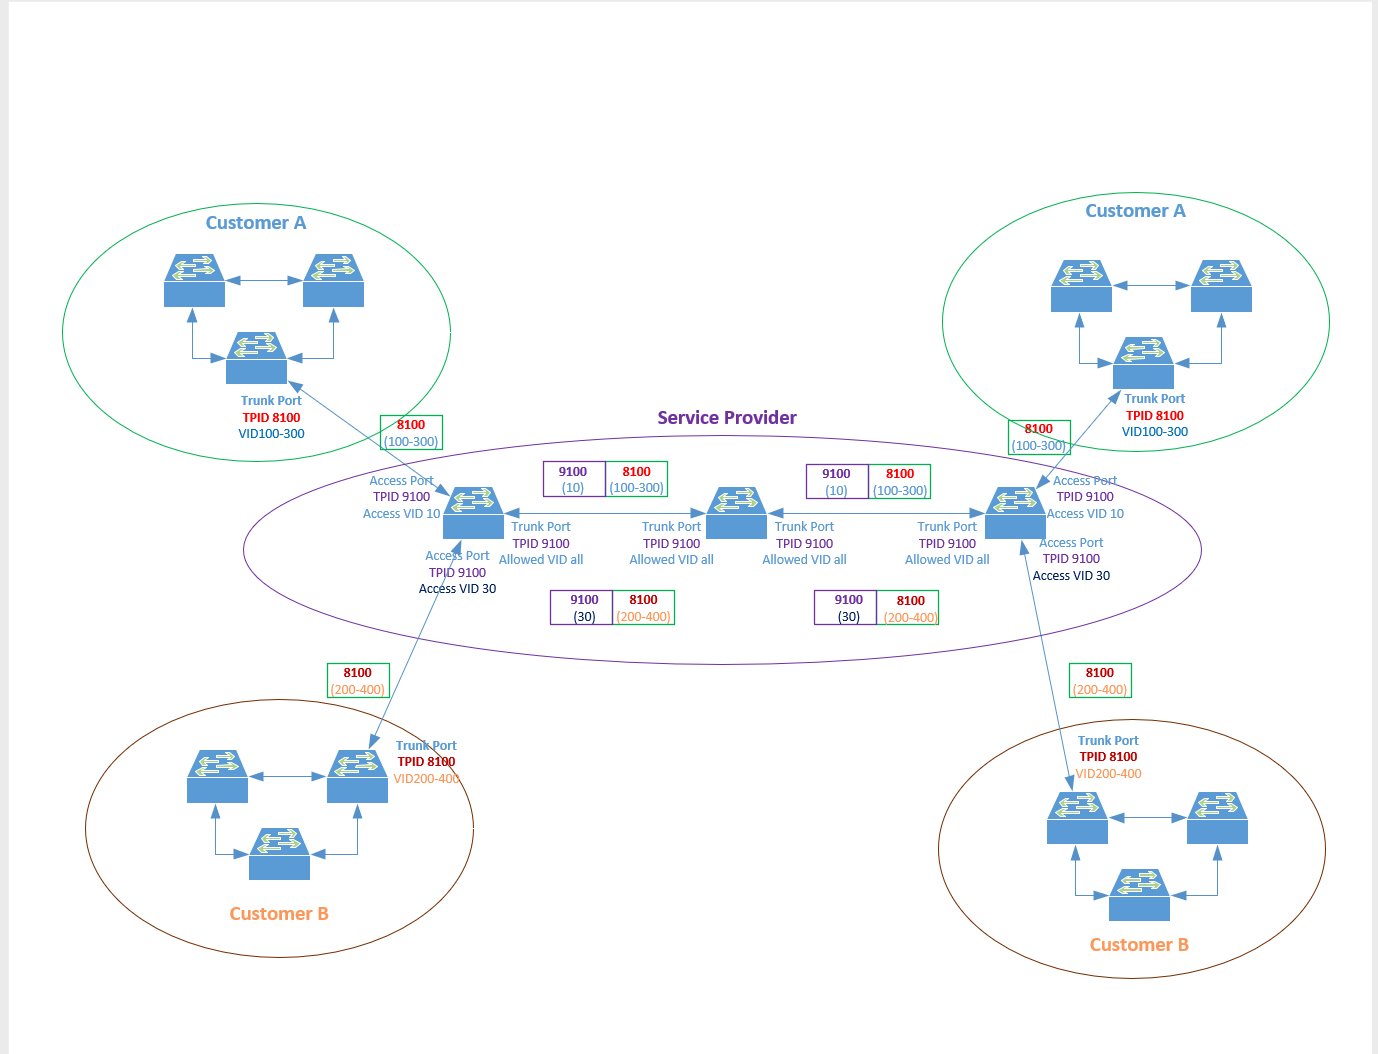 Customer A
Trunk Port
TPID 8100
VID100-300
8100
(100-300)
Customer A
Trunk Port
TPID 8100
VID100-300
8100
(100-300)
Service Provider
9100
(10)
8100
(100-300)
9100
(10)
8100
(100-300)
Access Port
TPID 9100
Access VID 10
Access Port
TPID 9100
Access VID 30
Trunk Port
TPID 9100
Allowed VID all
Trunk Port
TPID 9100
Allowed VID all
Trunk Port
TPID 9100
Allowed VID all
Trunk Port
TPID 9100
Allowed VID all
Access Port
TPID 9100
Access VID 10
Access Port
TPID 9100
Access VID 30
9100
(30)
8100
(200-400)
9100
(30)
8100
(200-400)
8100
(200-400)
Trunk Port
TPID 8100
VID200-400
Customer B
8100
(200-400)
Trunk Port
TPID 8100
VID200-400
Customer B